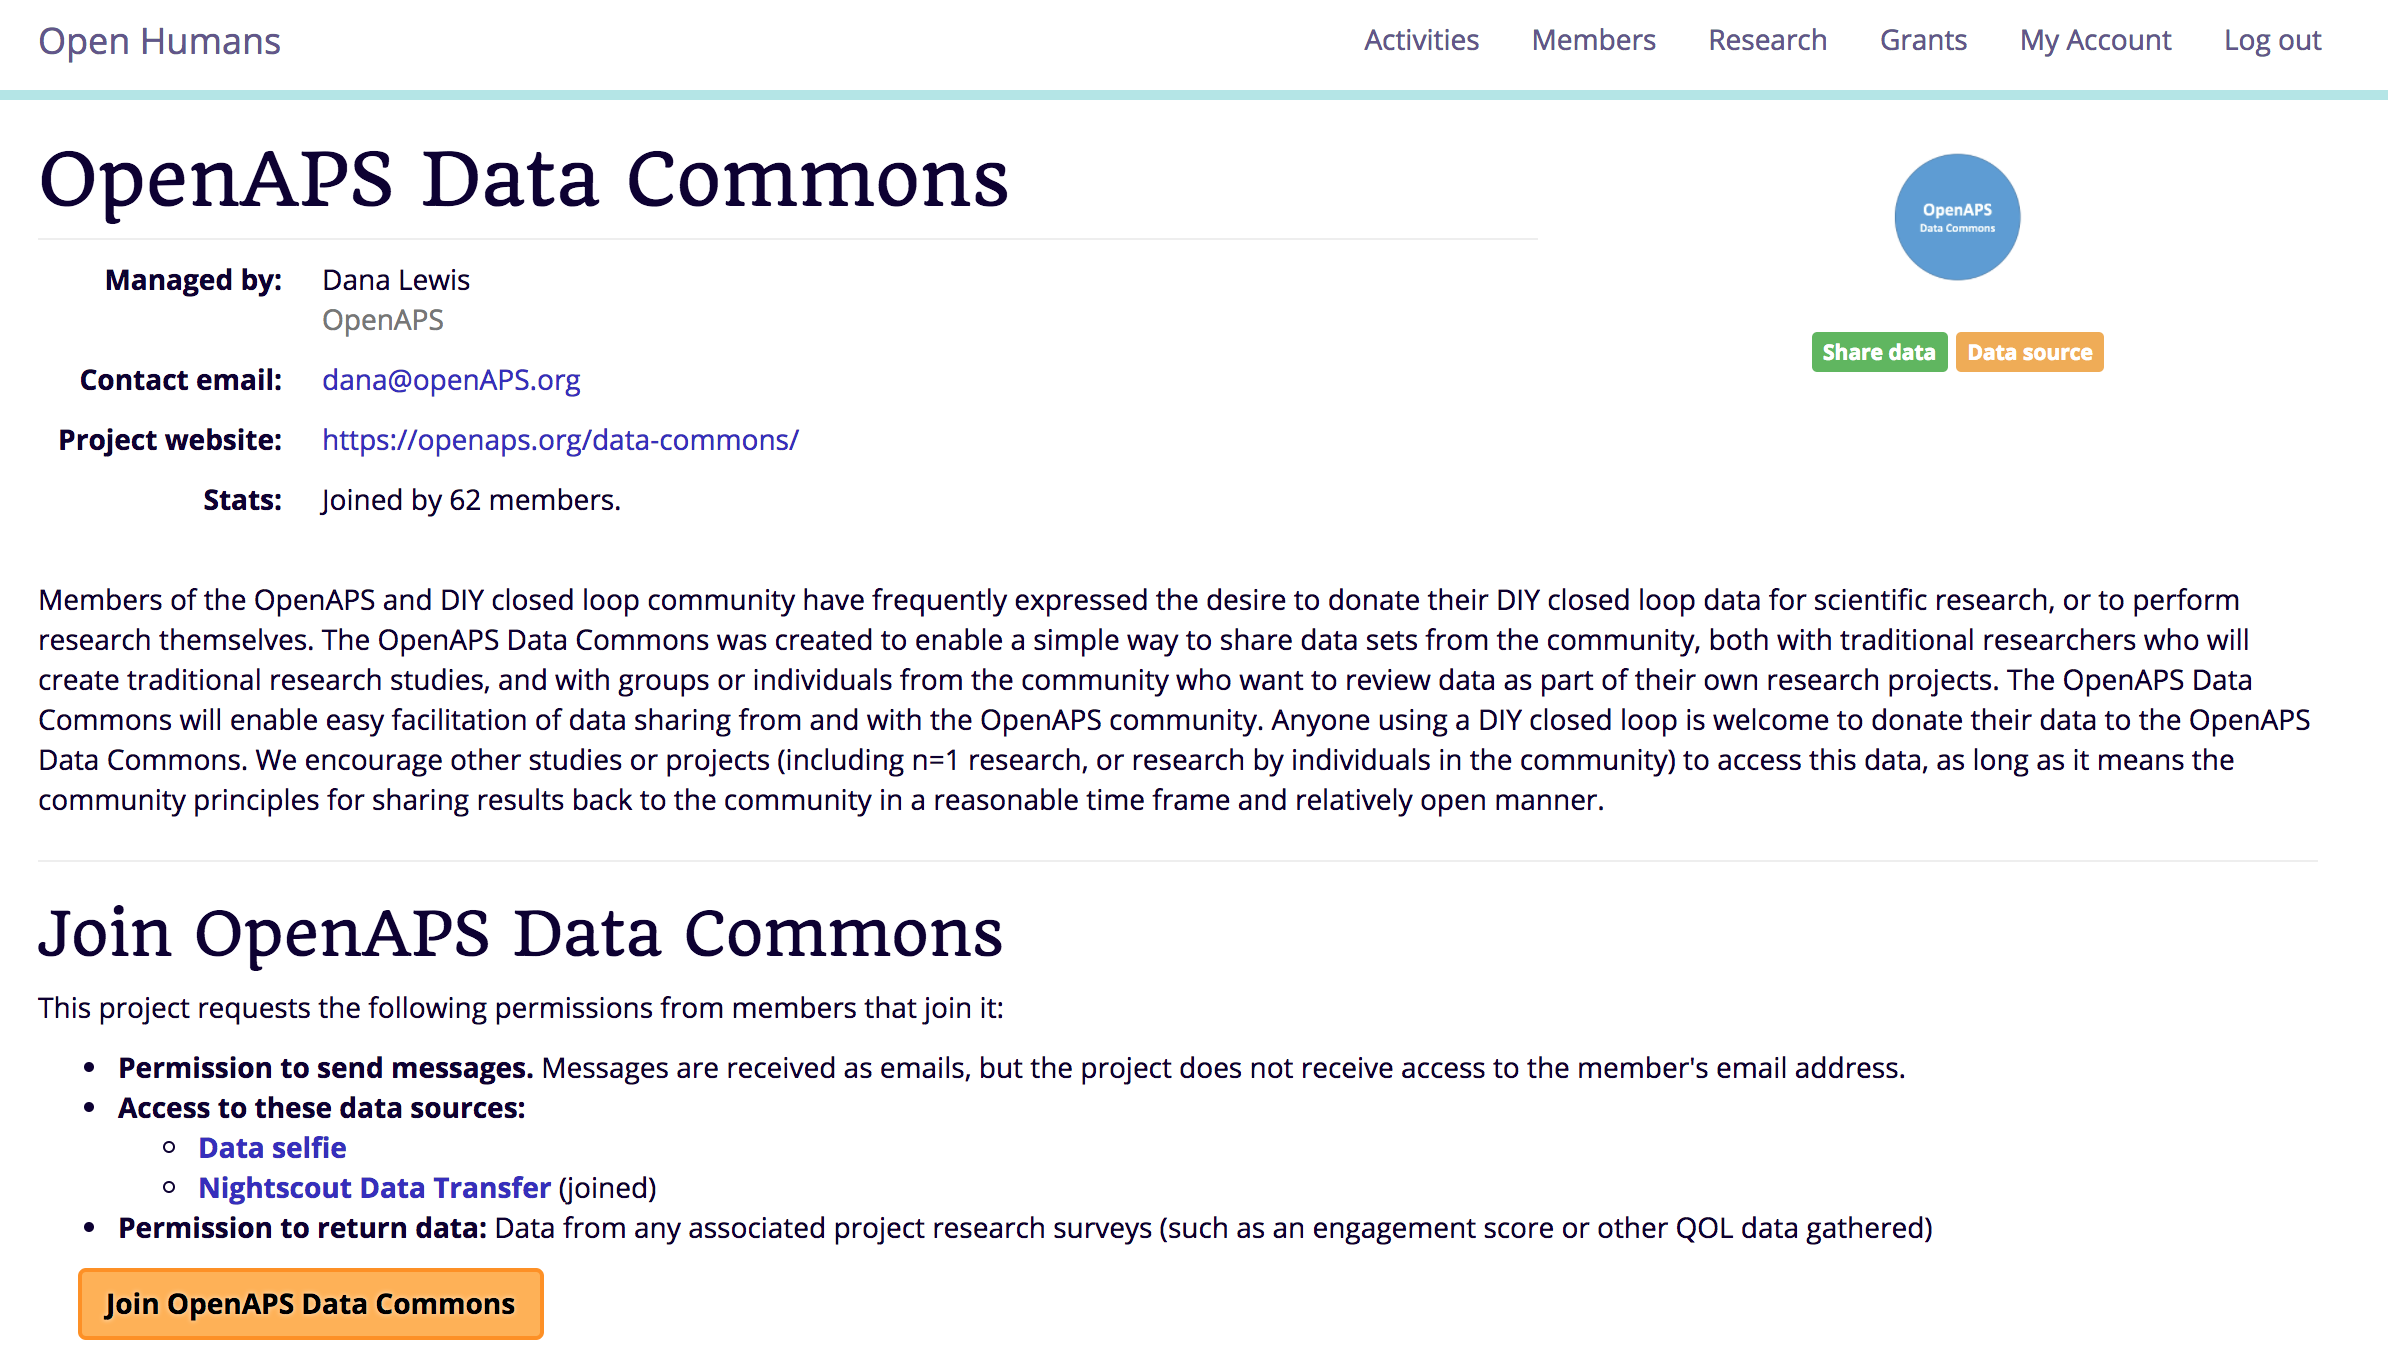 Open Humans
Activities Members Research Grants My Account Log out
OpenAPS Data Commons
OpenAPS
Data Commons
Share data Data source
Managed by: Dana Lewis
OpenAPS
Contact email: dana@openAPS.org
Project website: https://openaps.org/data-commons/
Stats: Joined by 62 members.
Members of the OpenAPS and DIY closed loop community have frequently expressed the desire to donate their DIY closed loop data for scientific research, or to perform
research themselves. The OpenAPS Data Commons was created to enable a simple way to share data sets from the community, both with traditional researchers who will
create traditional research studies, and with groups or individuals from the community who want to review data as part of their own research projects. The OpenAPS Data
Commons will enable easy facilitation of data sharing from and with the OpenAPS community. Anyone using a DIY closed loop is welcome to donate their data to the OpenAPS
Data Commons. We encourage other studies or projects (including n=1 research, or research by individuals in the community) to access this data, as long as it means the
community principles for sharing results back to the community in a reasonable time frame and relatively open manner.
Join OpenAPS Data Commons
This project requests the following permissions from members that join it:
• Permission to send messages. Messages are received as emails, but the project does not receive access to the member's email address.
• Access to these data sources:
○ Data selfie
○ Nightscout Data Transfer (joined)
• Permission to return data: Data from any associated project research surveys (such as an engagement score or other QOL data gathered)
Join OpenAPS Data Commons